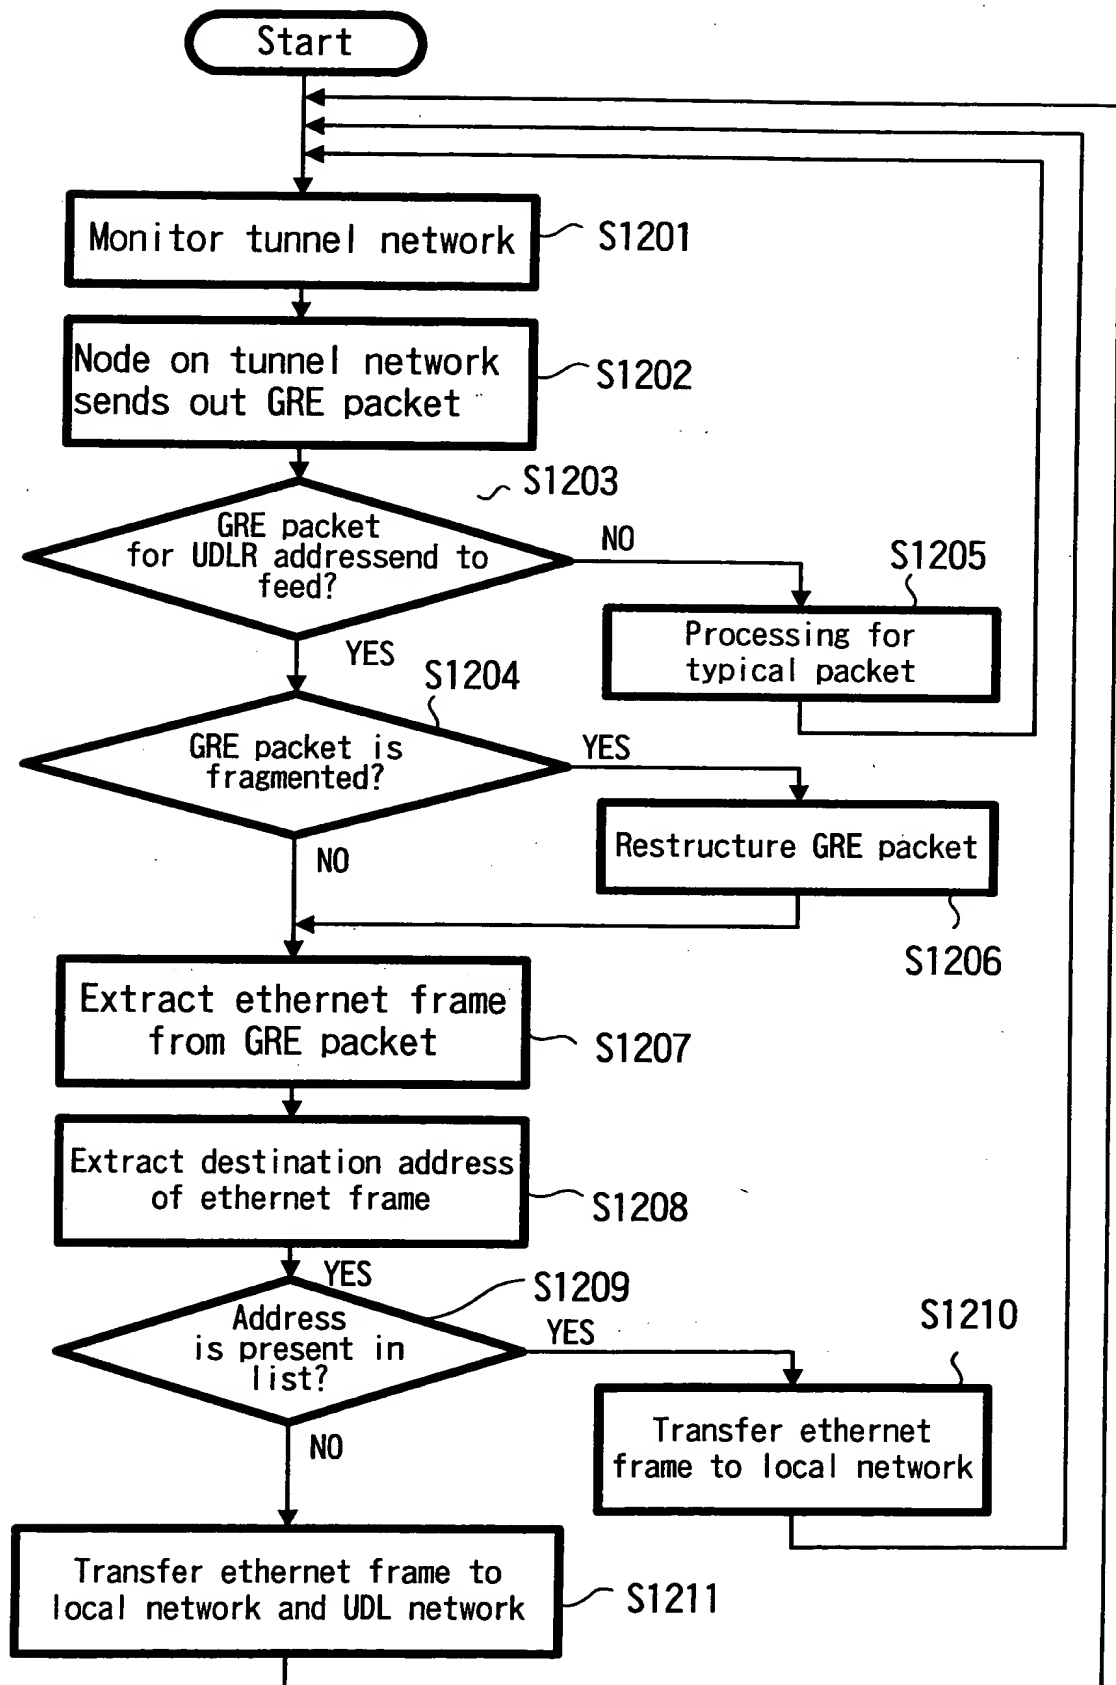 Start
Monitor tunnel network
S1201
Node on tunnel network
sends out GRE packet
S1202
S1203
GRE packet
for UDLR addressend to
feed?
NO
S1205
Processing for
typical packet
YES
S1204
GRE packet is
fragmented?
YES
Restructure GRE packet
NO
S1206
Extract ethernet frame
from GRE packet
S1207
Extract destination address
of ethernet frame
S1208
YES
S1209
Address
is present in
list?
YES
S1210
Transfer ethernet
frame to local network
NO
Transfer ethernet frame to
local network and UDL network
S1211